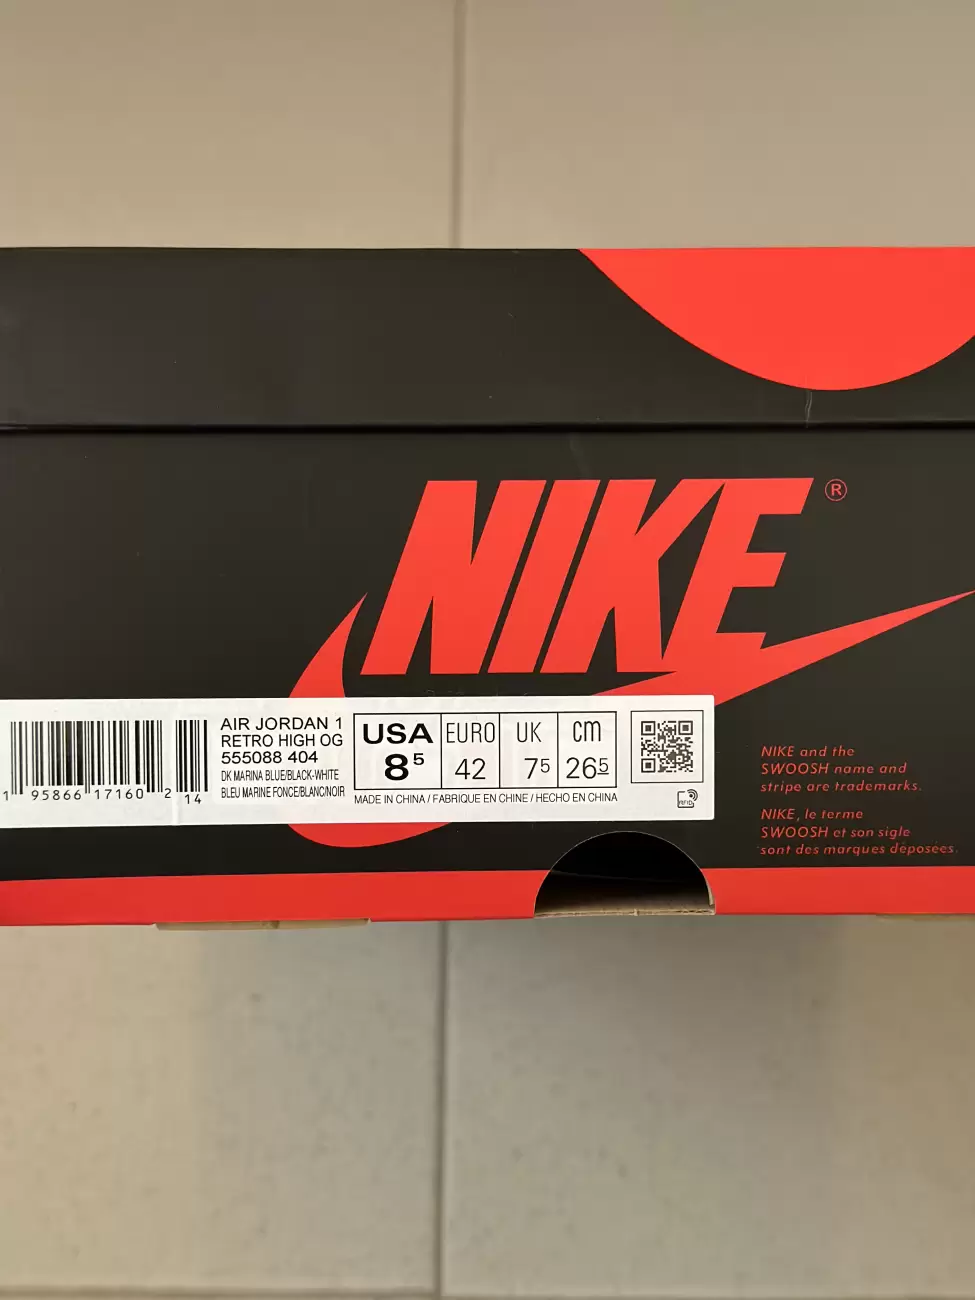 NIKE®
1 95866 17160 2 14
AIR JORDAN 1
RETRO HIGH OG
555088 404
DK MARINA BLUE/BLACK-WHITE
BLEU MARINE FONCE/BLANC/NOIR
USA 8⁵
EURO 42
UK 7⁵
cm 26⁵
MADE IN CHINA / FABRIQUE EN CHINE / HECHO EN CHINA
RFID
NIKE and the
SWOOSH name and
stripe are trademarks.
NIKE, le terme
SWOOSH et son sigle
sont des marques déposées.